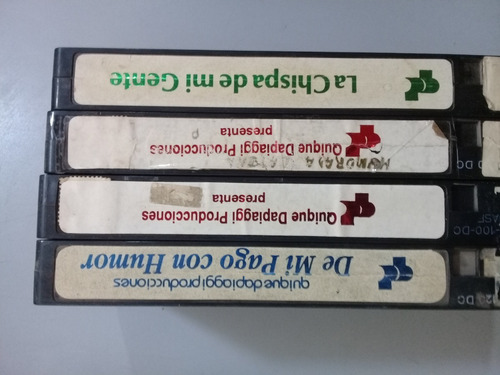 quique dapiaggi producciones
De Mi Pago con Humor
Quique Dapiaggi Producciones
presenta
Quique Dapiaggi Producciones
presenta
La Chispa de mi Gente